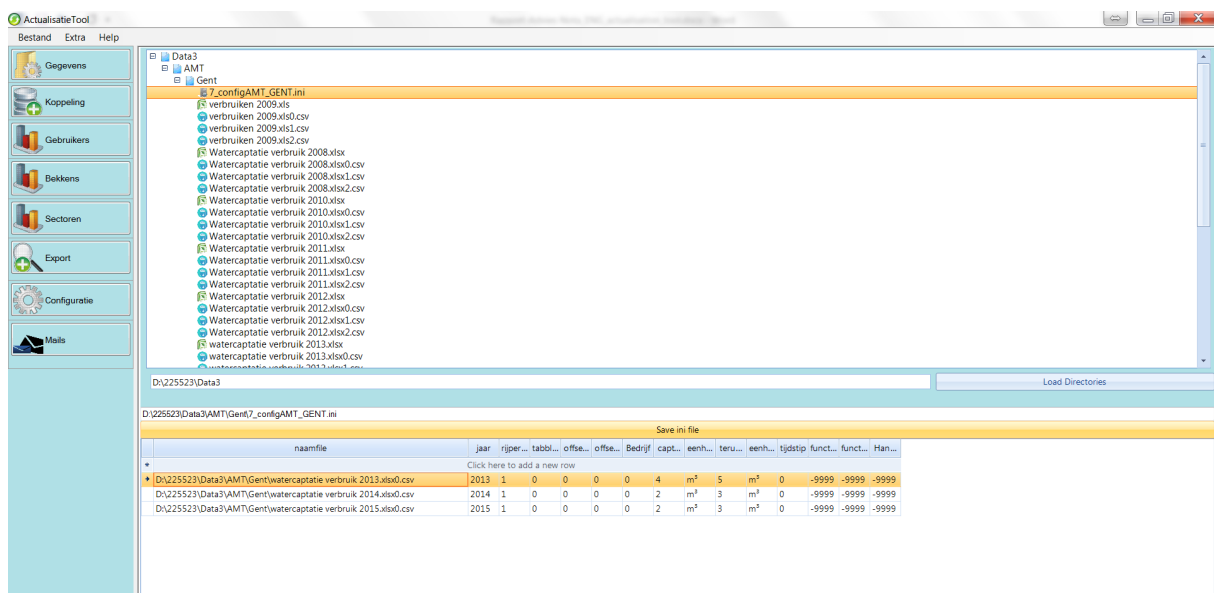 ActualisatieTool
Bestand Extra Help
Gegevens
Koppeling
Gebruikers
Bekkens
Sectoren
Export
Configuratie
Mails
Data3
AMT
Gent
7_configAMT_GENT.ini
verbruiken 2009.xls
verbruiken 2009.xls0.csv
verbruiken 2009.xls1.csv
verbruiken 2009.xls2.csv
Watercaptatie verbruik 2008.xlsx
Watercaptatie verbruik 2008.xlsx0.csv
Watercaptatie verbruik 2008.xlsx1.csv
Watercaptatie verbruik 2008.xlsx2.csv
Watercaptatie verbruik 2010.xlsx
Watercaptatie verbruik 2010.xlsx0.csv
Watercaptatie verbruik 2010.xlsx1.csv
Watercaptatie verbruik 2010.xlsx2.csv
Watercaptatie verbruik 2011.xlsx
Watercaptatie verbruik 2011.xlsx0.csv
Watercaptatie verbruik 2011.xlsx1.csv
Watercaptatie verbruik 2011.xlsx2.csv
Watercaptatie verbruik 2012.xlsx
Watercaptatie verbruik 2012.xlsx0.csv
Watercaptatie verbruik 2012.xlsx1.csv
Watercaptatie verbruik 2012.xlsx2.csv
watercaptatie verbruik 2013.xlsx
watercaptatie verbruik 2013.xlsx0.csv
watercaptatie verbruik 2013.xlsx1.csv
D:\225523\Data3 Load Directories
D:\225523\Data3\AMT\Gent\7_configAMT_GENT.ini
Save ini file
naamfile jaar rijper... tabbl... offse... offse... Bedrijf capt... eenh... teru... eenh... tijdstip funct... funct... Han...
Click here to add a new row
D:\225523\Data3\AMT\Gent\watercaptatie verbruik 2013.xlsx0.csv 2013 1 0 0 0 0 4 m³ 5 m³ 0 -9999 -9999 -9999
D:\225523\Data3\AMT\Gent\watercaptatie verbruik 2014.xlsx0.csv 2014 1 0 0 0 0 2 m³ 3 m³ 0 -9999 -9999 -9999
D:\225523\Data3\AMT\Gent\watercaptatie verbruik 2015.xlsx0.csv 2015 1 0 0 0 0 2 m³ 3 m³ 0 -9999 -9999 -9999